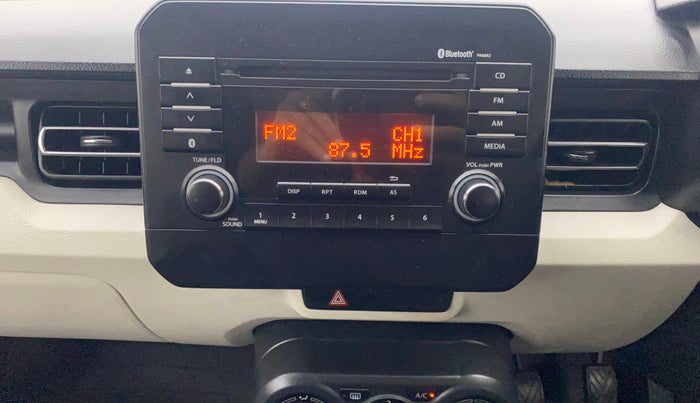 Bluetooth PA66R2
CD
FM
AM
MEDIA
FM2 CH1
87.5 MHz
TUNE/FLD
VOL PUSH PWR
DISP RPT RDM AS
PUSH
SOUND
1 2 3 4 5 6
MENU
A/C